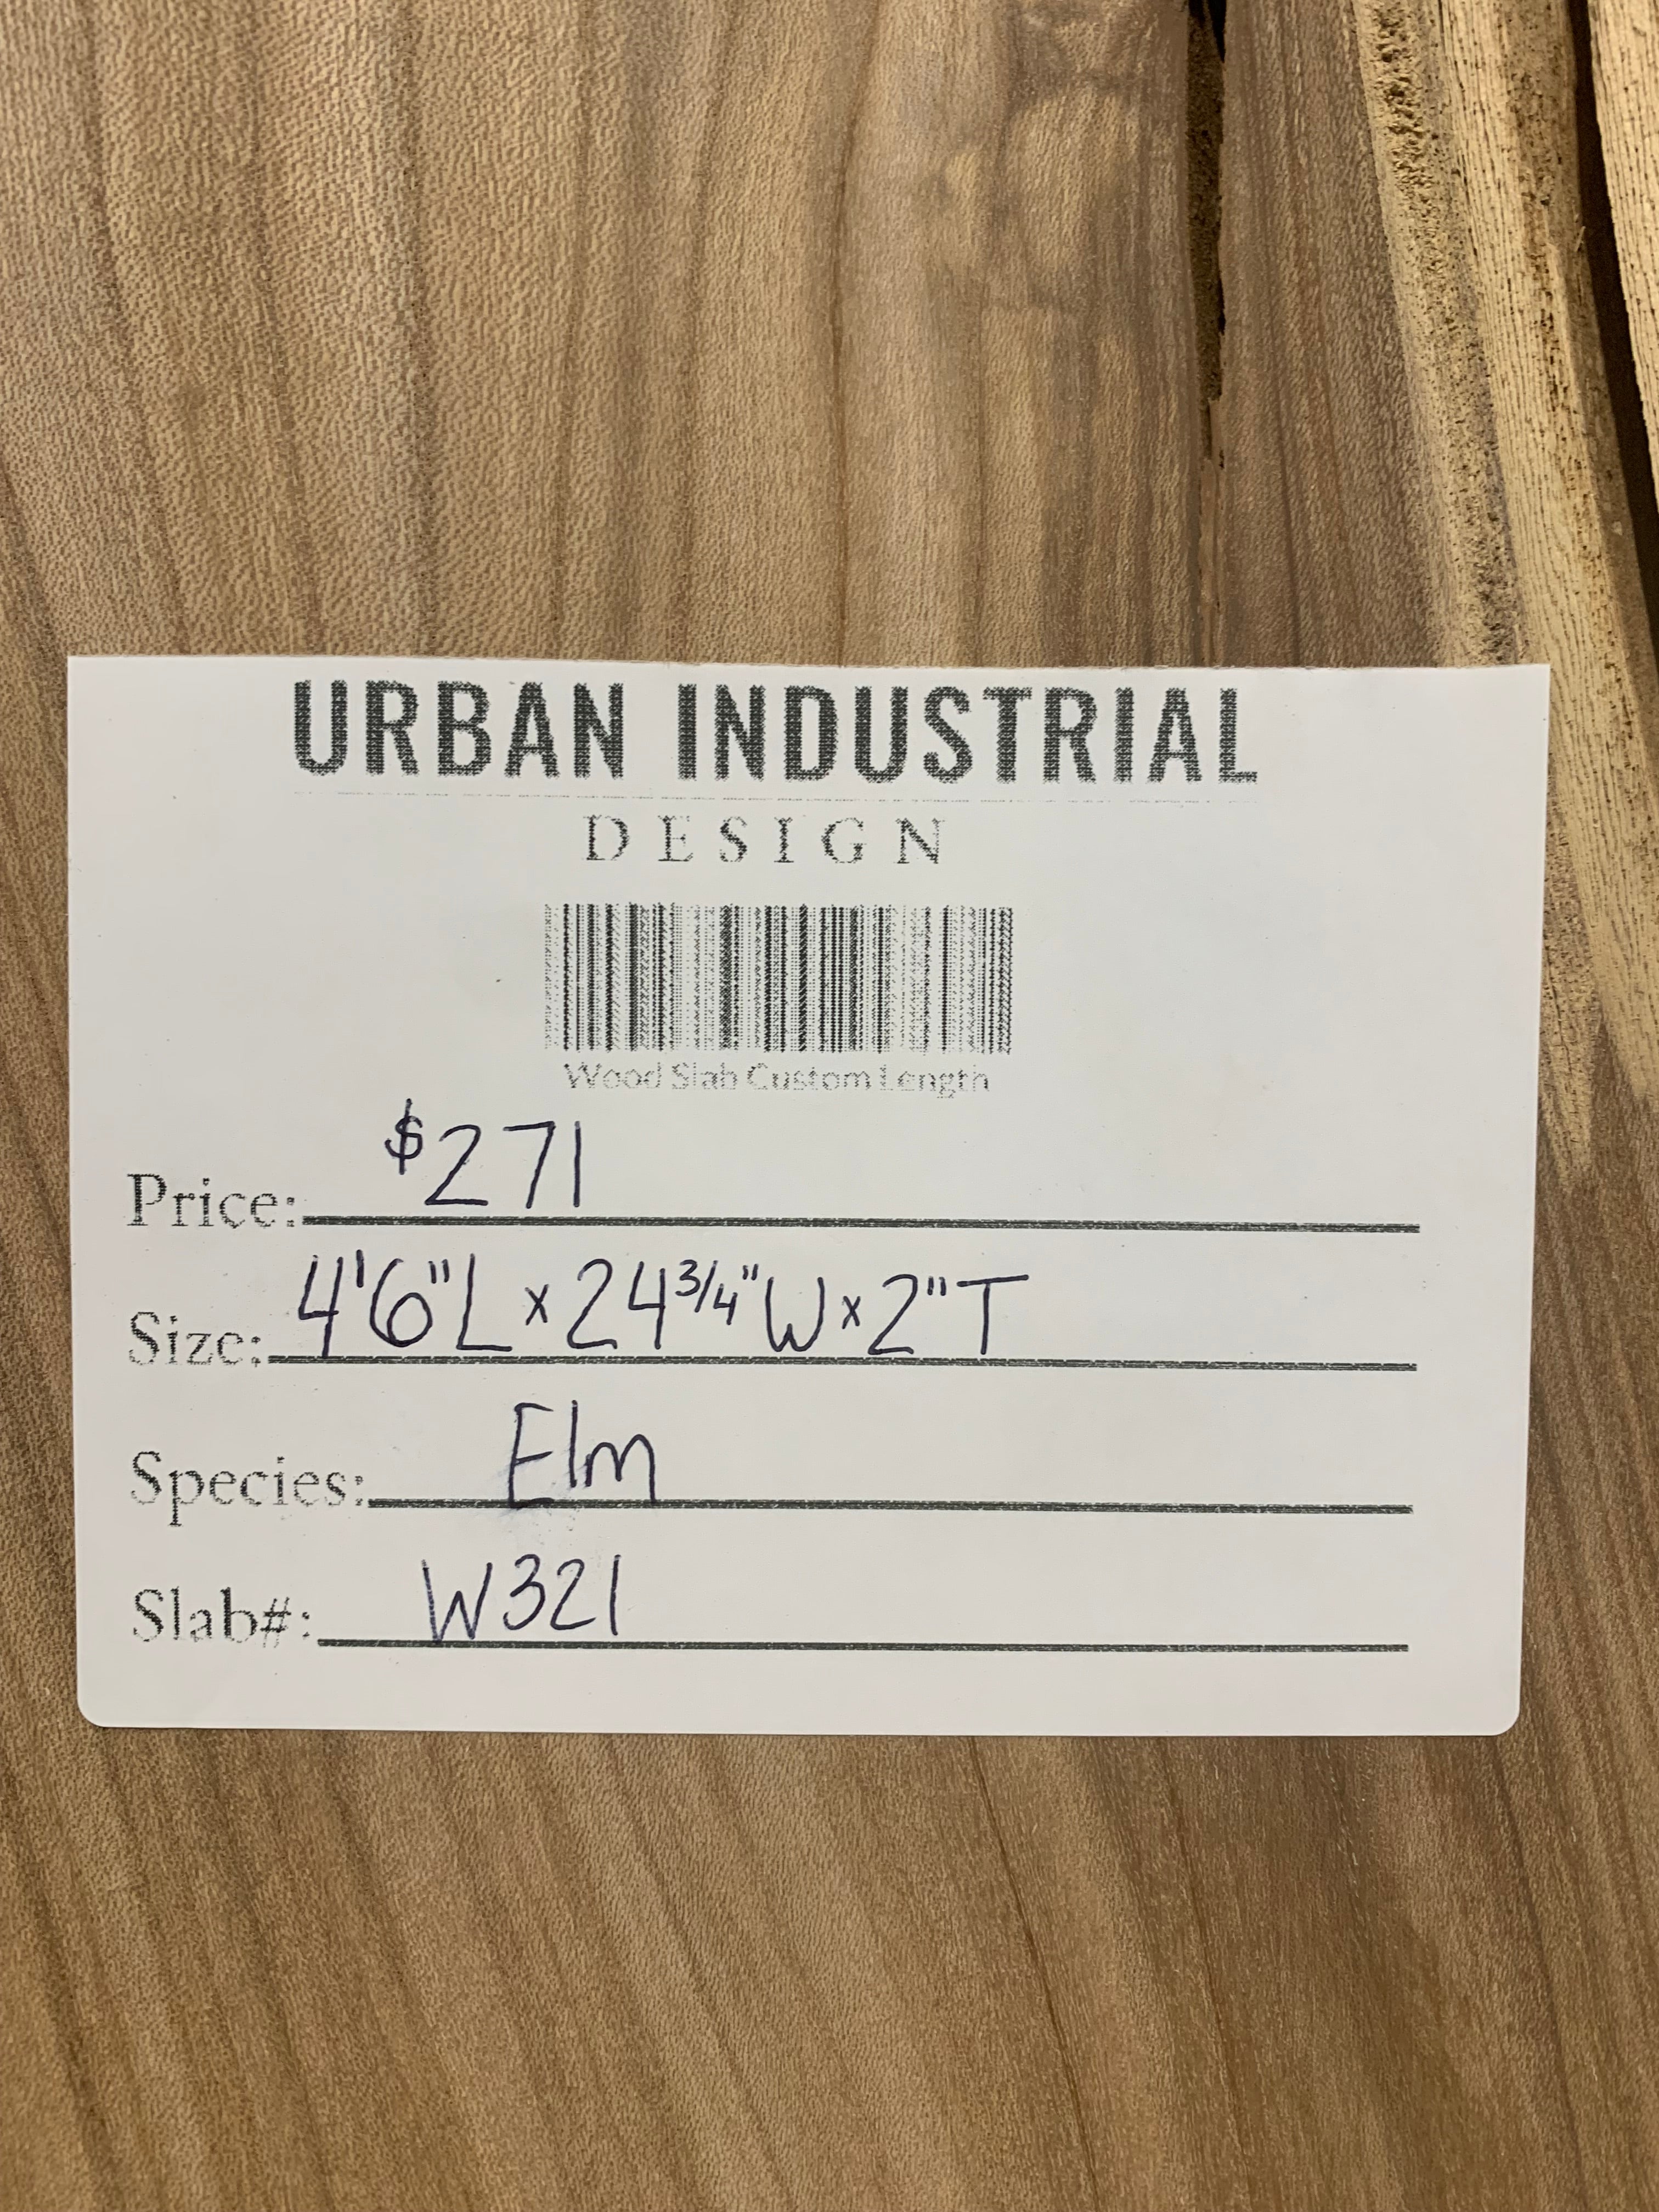 URBAN INDUSTRIAL
DESIGN
Wood Slab Custom Length
Price: $271
Size: 4'6"L x 24 3/4" W x 2" T
Species: Elm
Slab#: W321